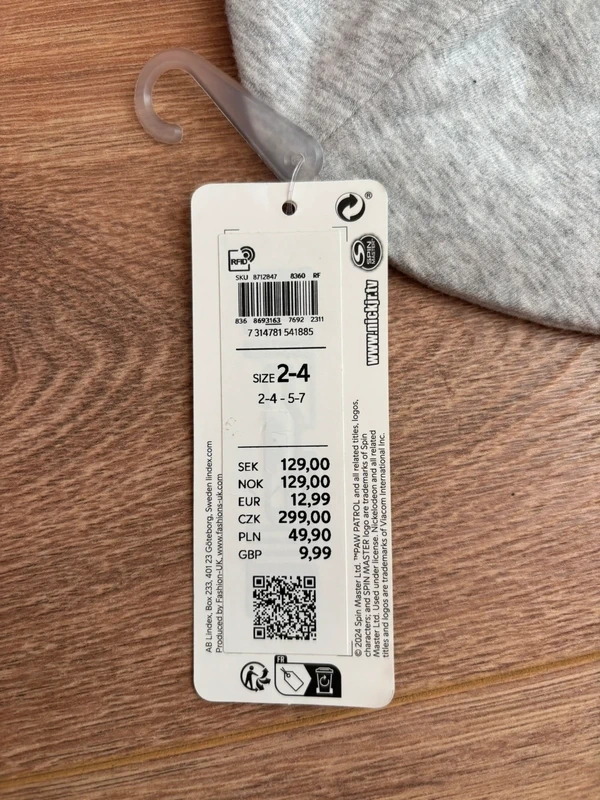 ®
RFID
SPIN
MASTER
SKU 8712847 8360 RF
836 8693163 7692 2311
7 314781 541885
www.nickjr.tv
SIZE 2-4
2-4 - 5-7
SEK 129,00
NOK 129,00
EUR 12,99
CZK 299,00
PLN 49,90
GBP 9,99
AB Lindex, Box 233, 401 23 Göteborg, Sweden lindex.com
Produced by Fashion-UK, www.fashions-uk.com
© 2024 Spin Master Ltd. ™PAW PATROL and all related titles, logos,
characters; and SPIN MASTER logo are trademarks of Spin
Master Ltd. Used under license. Nickelodeon and all related
titles and logos are trademarks of Viacom International Inc.
FR